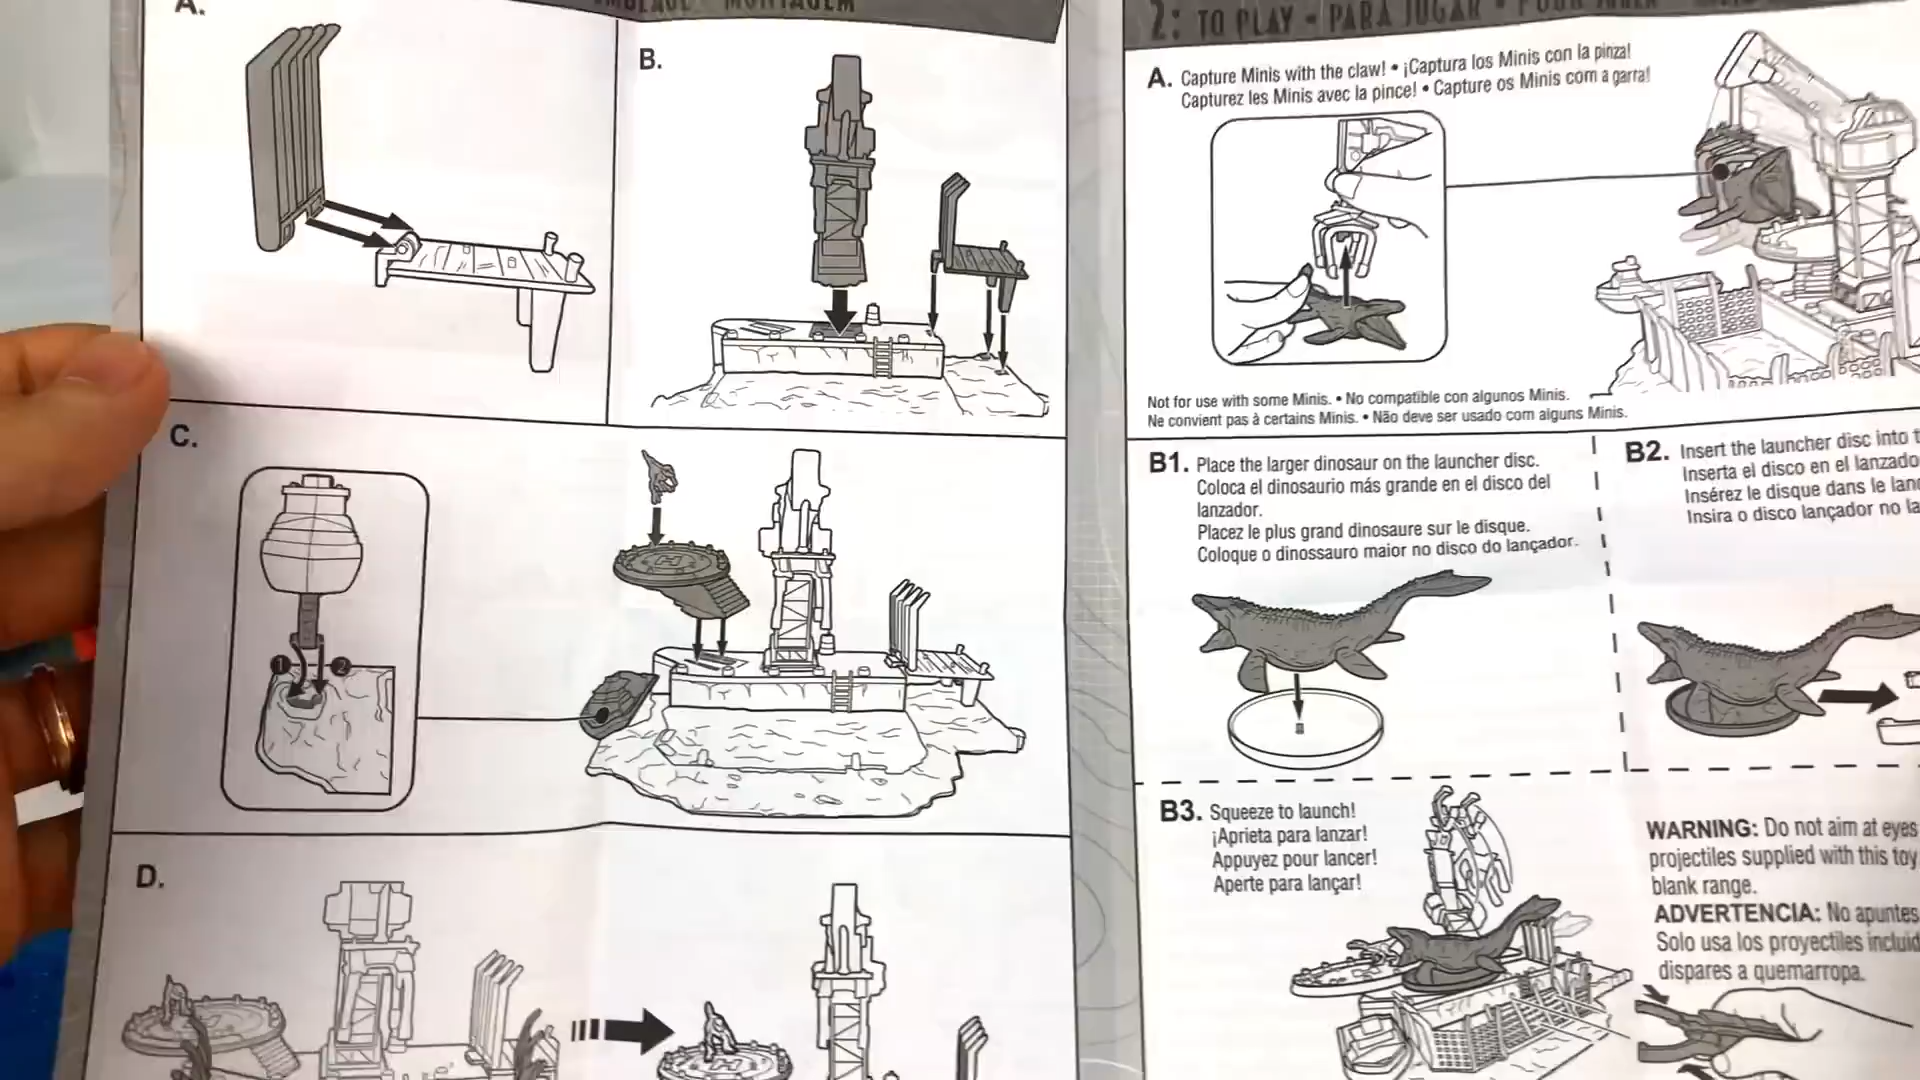 A.
MONTAGEM
B.
C.
1
2
D.
2: TO PLAY • PARA JUGAR •
A. Capture Minis with the claw! • ¡Captura los Minis con la pinza!
Capturez les Minis avec la pince! • Capture os Minis com a garra!
Not for use with some Minis. • No compatible con algunos Minis.
Ne convient pas à certains Minis. • Não deve ser usado com alguns Minis.
B1. Place the larger dinosaur on the launcher disc.
Coloca el dinosaurio más grande en el disco del
lanzador.
Placez le plus grand dinosaure sur le disque.
Coloque o dinossauro maior no disco do lançador.
B2. Insert the launcher disc into
Inserta el disco en el lanzado
Insérez le disque dans le lan
Insira o disco lançador no la
B3. Squeeze to launch!
¡Aprieta para lanzar!
Appuyez pour lancer!
Aperte para lançar!
WARNING: Do not aim at eyes
projectiles supplied with this toy
blank range.
ADVERTENCIA: No apuntes
Solo usa los proyectiles incluid
dispares a quemarropa.